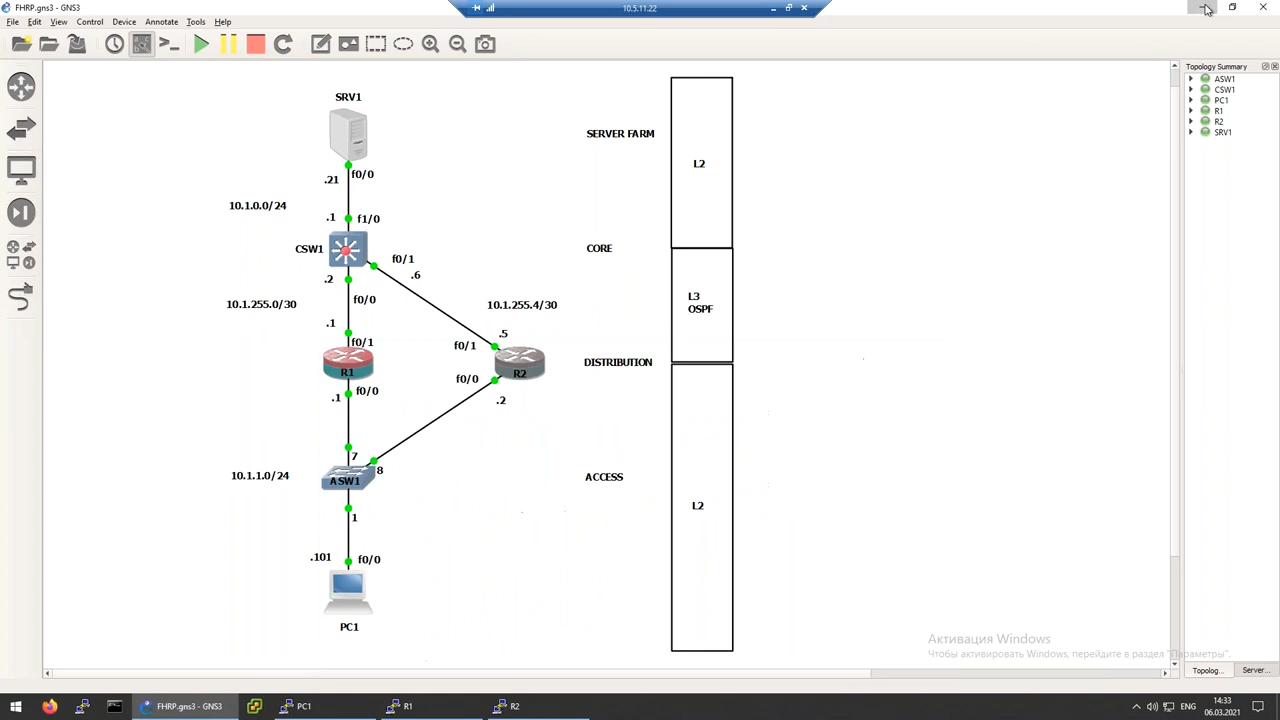 FHRP.gns3 - GNS3
10.5.11.22
File Edit View Control Device Annotate Tools Help
Topology Summary
ASW1
CSW1
PC1
R1
R2
SRV1
SRV1
SERVER FARM
L2
f0/0
.21
10.1.0.0/24
.1 f1/0
CSW1
CORE
f0/1
.6
.2
f0/0
10.1.255.0/30
10.1.255.4/30
L3
OSPF
.1
.5
f0/1
f0/1
R1
R2
DISTRIBUTION
f0/0
f0/0
.1
.2
7
8
10.1.1.0/24
ASW1
ACCESS
L2
1
.101
f0/0
PC1
Активация Windows
Чтобы активировать Windows, перейдите в раздел "Параметры".
Topolog...
Server...
FHRP.gns3 - GNS3
PC1
R1
R2
ENG
14:33
06.03.2021